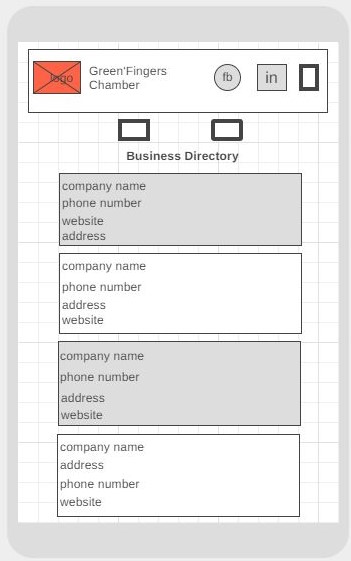 logo
Green'Fingers
Chamber
fb
in
Business Directory
company name
phone number
website
address
company name
phone number
address
website
company name
phone number
address
website
company name
address
phone number
website